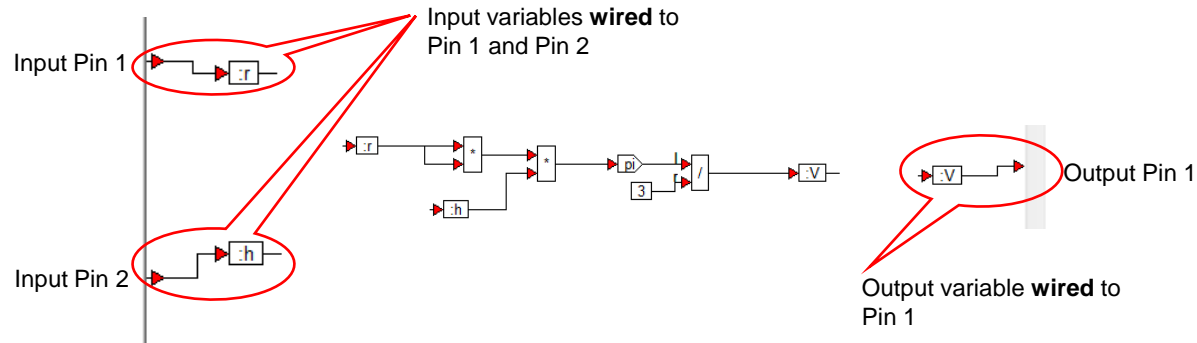 Input variables wired to
Pin 1 and Pin 2
Input Pin 1
:r
:r
*
*
pi
l
r
/
3
:h
:V
:V
Output Pin 1
:h
Input Pin 2
Output variable wired to
Pin 1